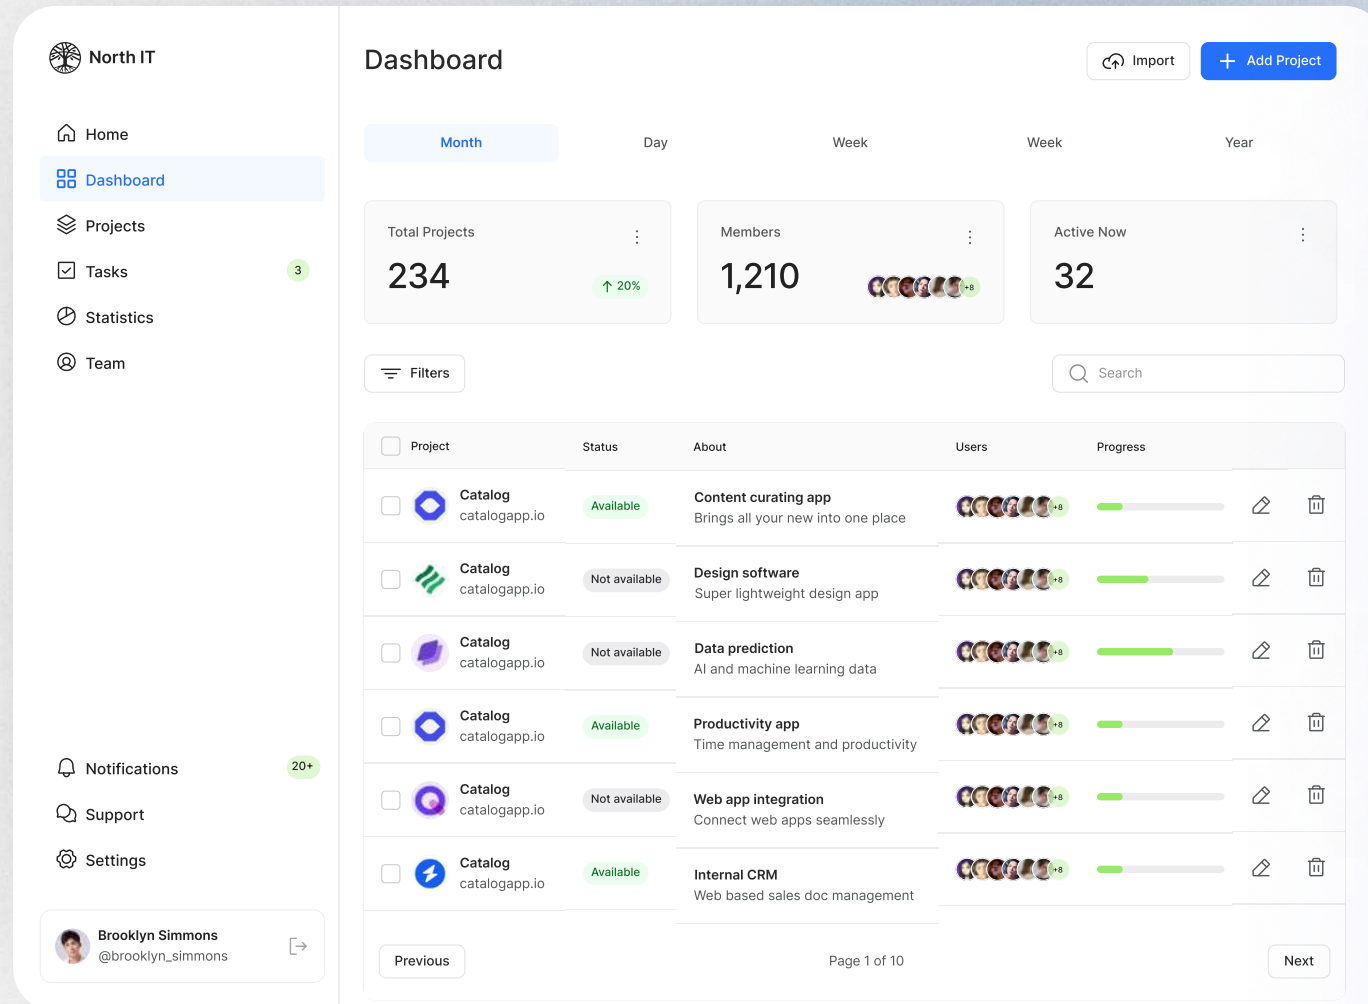 North IT
Home
Dashboard
Projects
Tasks
3
Statistics
Team
Notifications
20+
Support
Settings
Brooklyn Simmons
@brooklyn_simmons
Dashboard
Import
Add Project
Month
Day
Week
Week
Year
Total Projects
234
20%
Members
1,210
+8
Active Now
32
Filters
Search
Project
Status
About
Users
Progress
Catalog
catalogapp.io
Available
Content curating app
Brings all your new into one place
+8
Catalog
catalogapp.io
Not available
Design software
Super lightweight design app
+8
Catalog
catalogapp.io
Not available
Data prediction
AI and machine learning data
+8
Catalog
catalogapp.io
Available
Productivity app
Time management and productivity
+8
Catalog
catalogapp.io
Not available
Web app integration
Connect web apps seamlessly
+8
Catalog
catalogapp.io
Available
Internal CRM
Web based sales doc management
+8
Previous
Page 1 of 10
Next